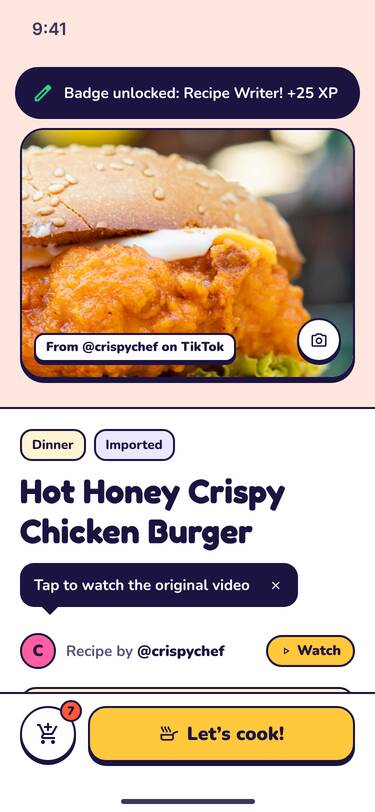 9:41
Badge unlocked: Recipe Writer! +25 XP
From @crispychef on TikTok
Dinner
Imported
Hot Honey Crispy
Chicken Burger
Tap to watch the original video ×
C
Recipe by @crispychef
Watch
7
Let's cook!